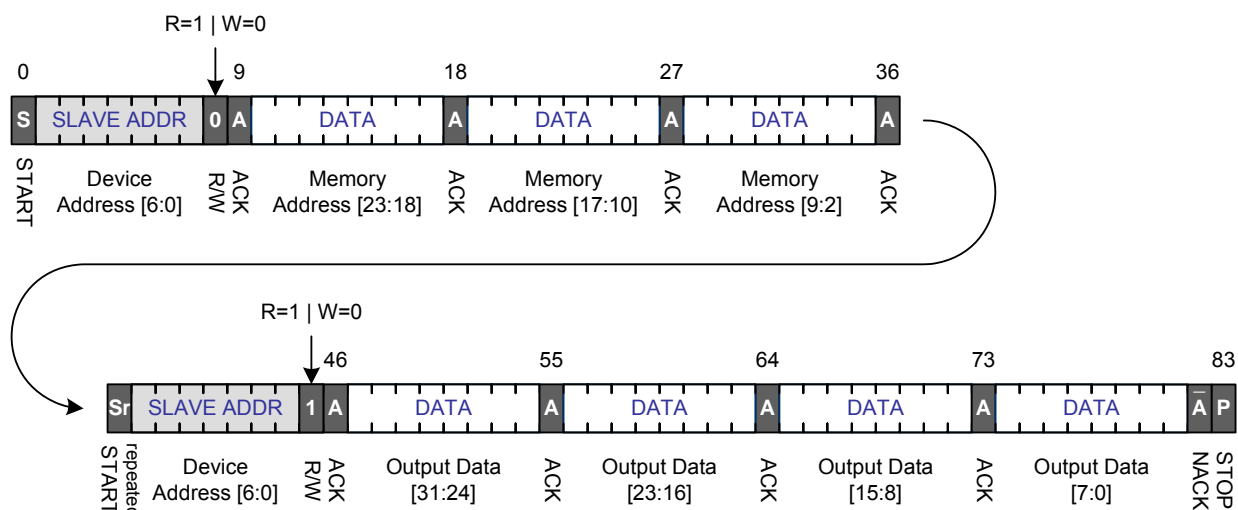 R=1 | W=0
0 9 18 27 36
S SLAVE ADDR 0 A DATA A DATA A DATA A
START Device Address [6:0] R/W ACK Memory Address [23:18] ACK Memory Address [17:10] ACK Memory Address [9:2] ACK
R=1 | W=0
46 55 64 73 83
Sr SLAVE ADDR 1 A DATA A DATA A DATA A DATA A̅ P
repeated START Device Address [6:0] R/W ACK Output Data [31:24] ACK Output Data [23:16] ACK Output Data [15:8] ACK Output Data [7:0] NACK STOP